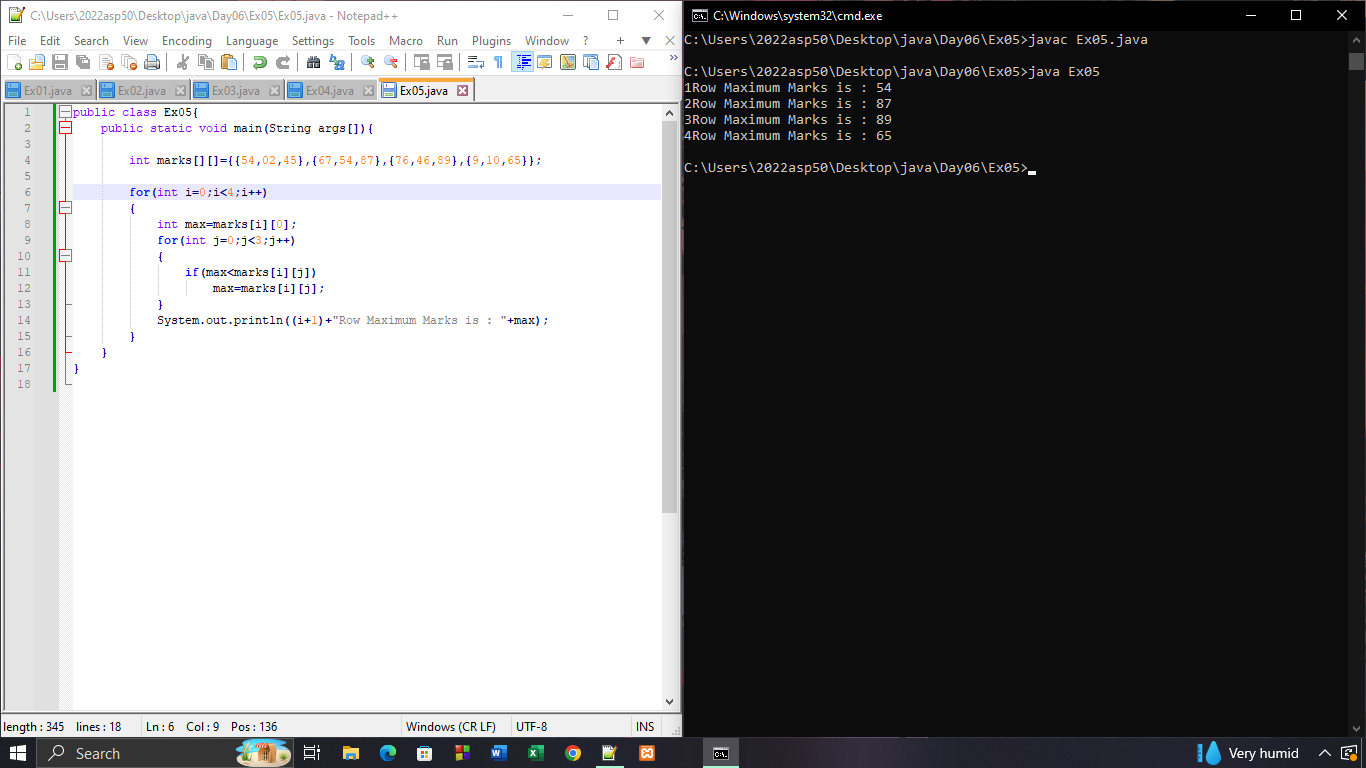 C:\Users\2022asp50\Desktop\java\Day06\Ex05\Ex05.java - Notepad++
File Edit Search View Encoding Language Settings Tools Macro Run Plugins Window ?
Ex01.java Ex02.java Ex03.java Ex04.java Ex05.java
1 public class Ex05{
2 public static void main(String args[]){
3
4 int marks[][]={{54,02,45},{67,54,87},{76,46,89},{9,10,65}};
5
6 for(int i=0;i<4;i++)
7 {
8 int max=marks[i][0];
9 for(int j=0;j<3;j++)
10 {
11 if(max<marks[i][j])
12 max=marks[i][j];
13 }
14 System.out.println((i+1)+"Row Maximum Marks is : "+max);
15 }
16 }
17 }
18
length : 345 lines : 18 Ln : 6 Col : 9 Pos : 136 Windows (CR LF) UTF-8 INS
C:\Windows\system32\cmd.exe
C:\Users\2022asp50\Desktop\java\Day06\Ex05>javac Ex05.java
C:\Users\2022asp50\Desktop\java\Day06\Ex05>java Ex05
1Row Maximum Marks is : 54
2Row Maximum Marks is : 87
3Row Maximum Marks is : 89
4Row Maximum Marks is : 65
C:\Users\2022asp50\Desktop\java\Day06\Ex05>
Search
Very humid